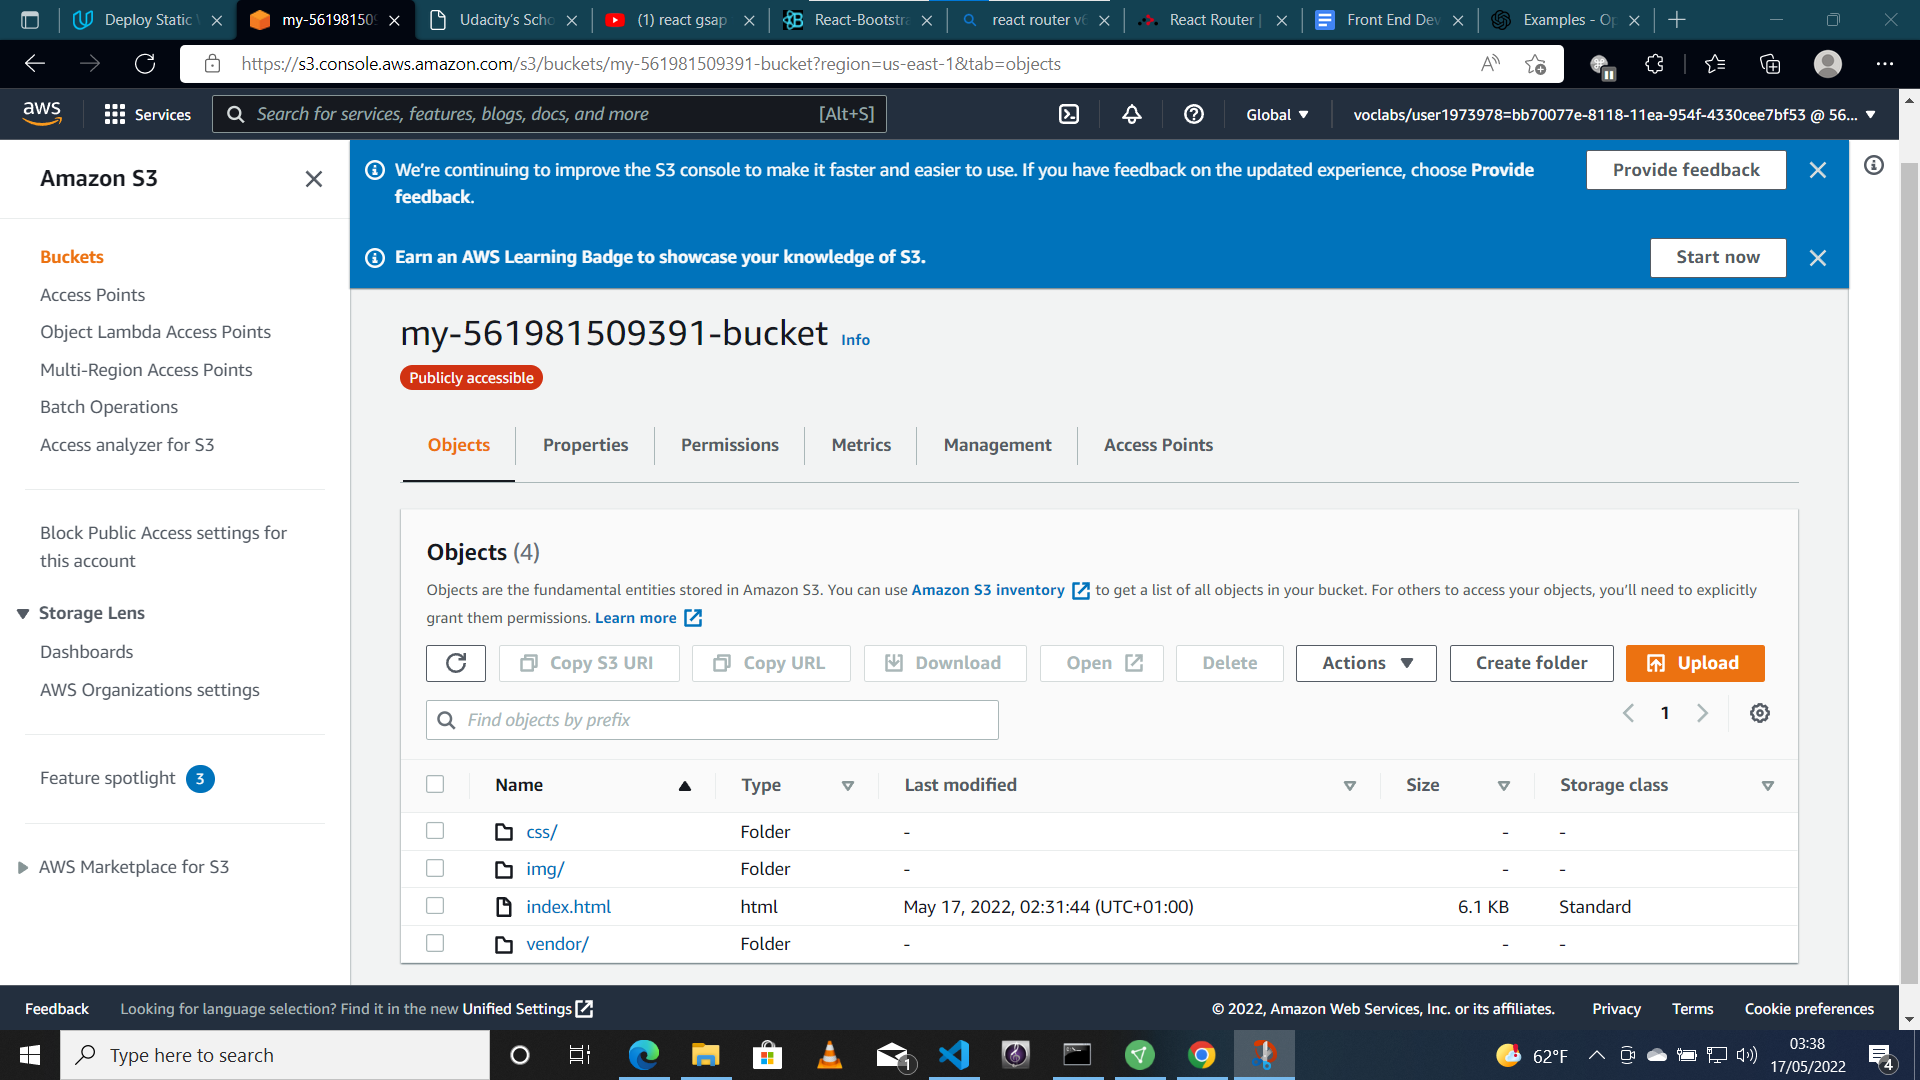 Deploy Static W
my-56198150
Udacity's Scho
(1) react gsap
React-Bootstra
react router v6
React Router |
Front End Dev
Examples - Op
https://s3.console.aws.amazon.com/s3/buckets/my-561981509391-bucket?region=us-east-1&tab=objects
aws
Services
Search for services, features, blogs, docs, and more
[Alt+S]
Global
voclabs/user1973978=bb70077e-8118-11ea-954f-4330cee7bf53 @ 56...
Amazon S3
Buckets
Access Points
Object Lambda Access Points
Multi-Region Access Points
Batch Operations
Access analyzer for S3
Block Public Access settings for
this account
Storage Lens
Dashboards
AWS Organizations settings
Feature spotlight 3
AWS Marketplace for S3
We're continuing to improve the S3 console to make it faster and easier to use. If you have feedback on the updated experience, choose Provide
feedback.
Provide feedback
Earn an AWS Learning Badge to showcase your knowledge of S3.
Start now
my-561981509391-bucket Info
Publicly accessible
Objects
Properties
Permissions
Metrics
Management
Access Points
Objects (4)
Objects are the fundamental entities stored in Amazon S3. You can use Amazon S3 inventory to get a list of all objects in your bucket. For others to access your objects, you'll need to explicitly
grant them permissions. Learn more
Copy S3 URI
Copy URL
Download
Open
Delete
Actions
Create folder
Upload
Find objects by prefix
1
Name Type Last modified Size Storage class
css/ Folder - - -
img/ Folder - - -
index.html html May 17, 2022, 02:31:44 (UTC+01:00) 6.1 KB Standard
vendor/ Folder - - -
Feedback
Looking for language selection? Find it in the new Unified Settings
© 2022, Amazon Web Services, Inc. or its affiliates.
Privacy
Terms
Cookie preferences
Type here to search
1
62°F
03:38
17/05/2022
4